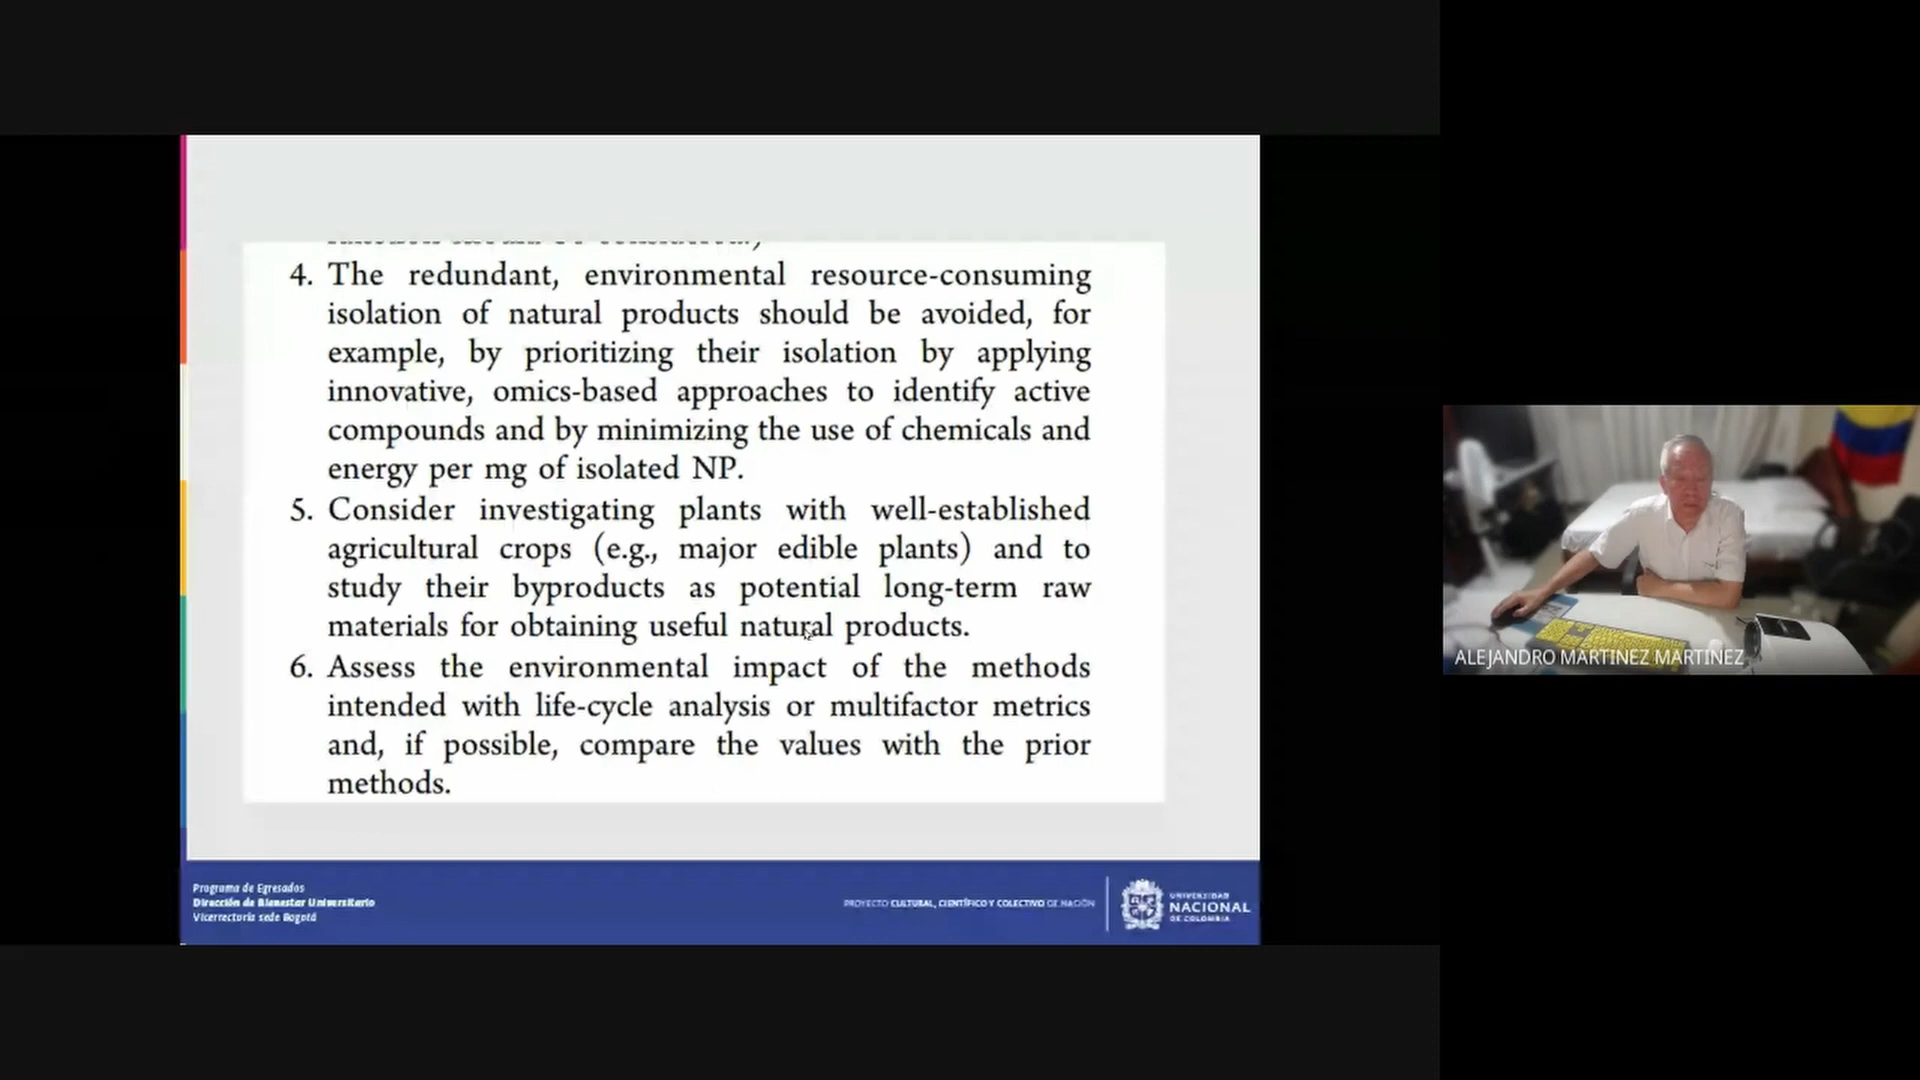 4. The redundant, environmental resource-consuming
isolation of natural products should be avoided, for
example, by prioritizing their isolation by applying
innovative, omics-based approaches to identify active
compounds and by minimizing the use of chemicals and
energy per mg of isolated NP.
5. Consider investigating plants with well-established
agricultural crops (e.g., major edible plants) and to
study their byproducts as potential long-term raw
materials for obtaining useful natural products.
6. Assess the environmental impact of the methods
intended with life-cycle analysis or multifactor metrics
and, if possible, compare the values with the prior
methods.
Programa de Egresados
Dirección de Bienestar Universitario
Vicerrectoría sede Bogotá
PROYECTO CULTURAL, CIENTÍFICO Y COLECTIVO DE NACIÓN
UNIVERSIDAD
NACIONAL
DE COLOMBIA
ALEJANDRO MARTINEZ MARTINEZ